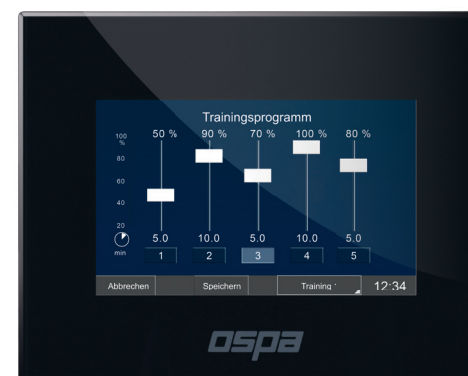 Trainingsprogramm
100 % 50 % 90 % 70 % 100 % 80 %
80
60
40
20
min 5.0 10.0 5.0 10.0 5.0
1 2 3 4 5
Abbrechen Speichern Training 12:34
ospa